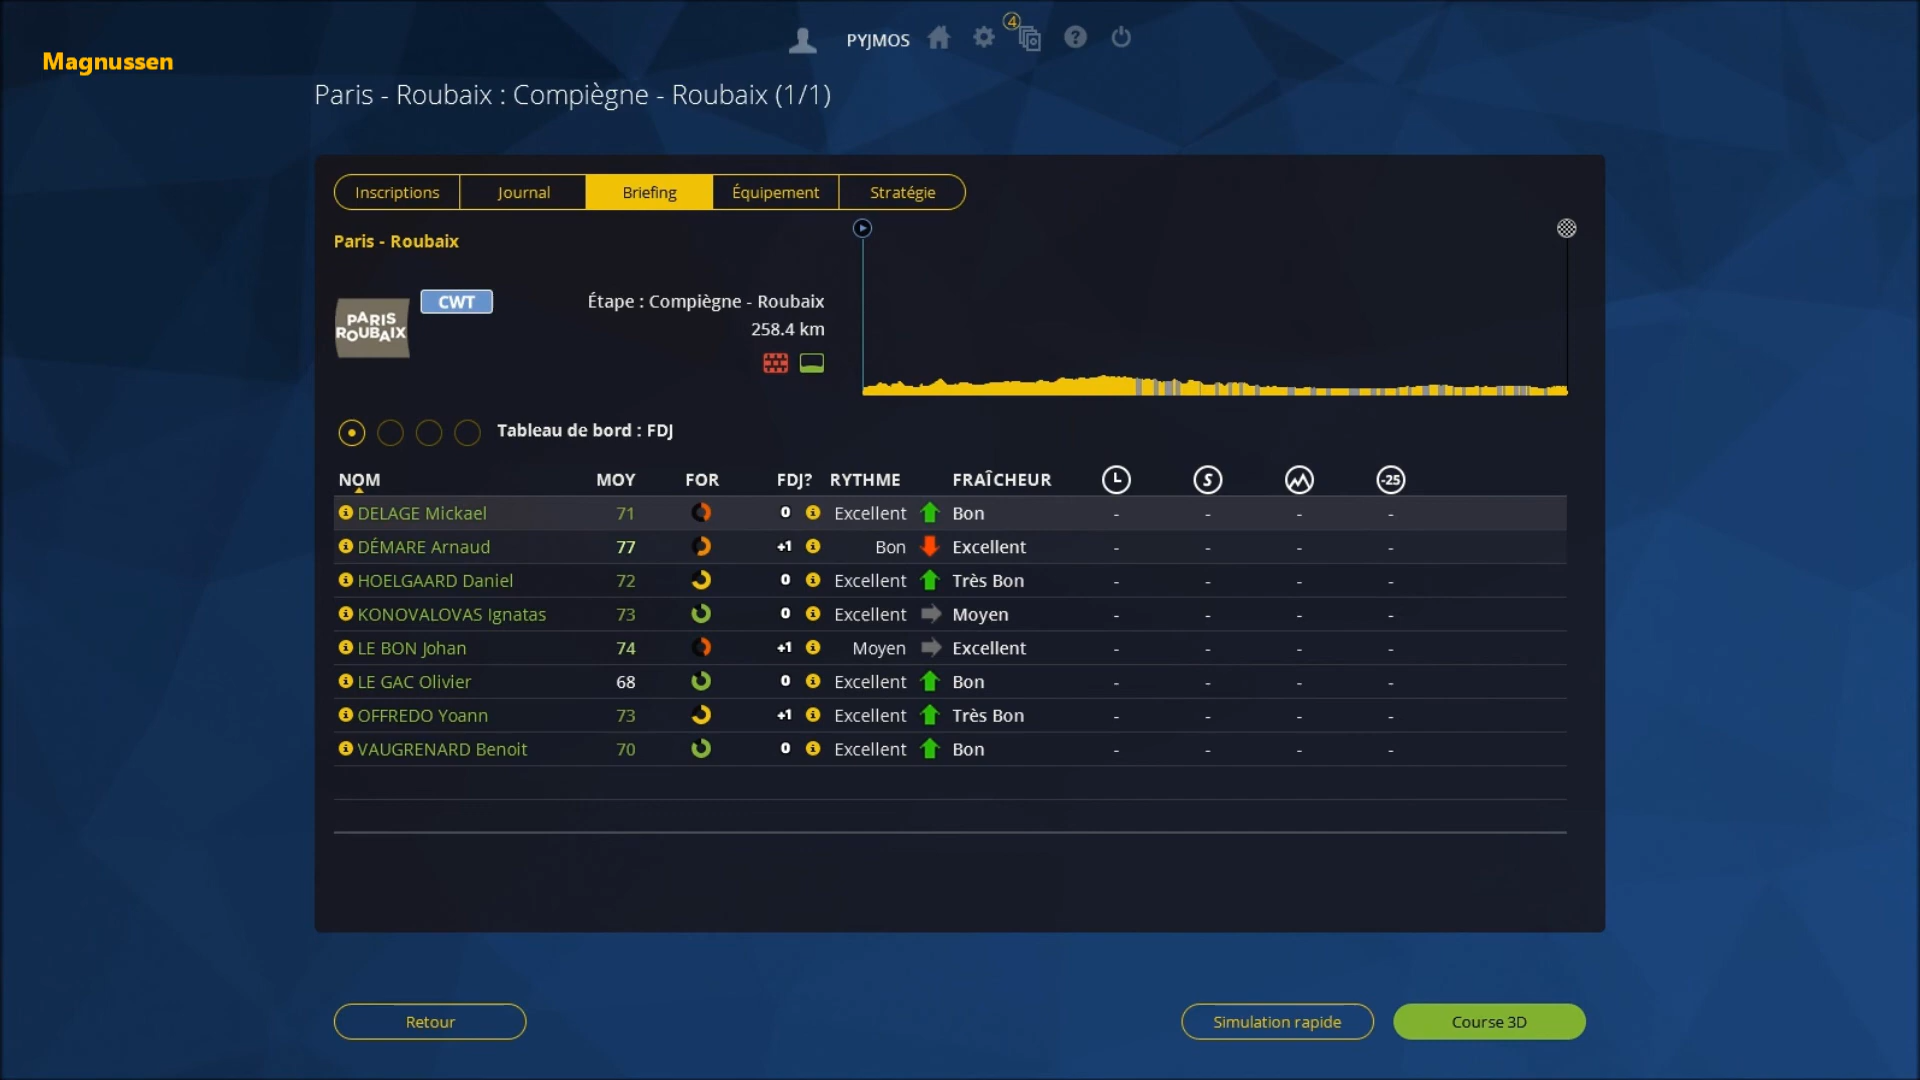 4
PYJMOS
Magnussen
Paris - Roubaix : Compiègne - Roubaix (1/1)
Inscriptions Journal Briefing Équipement Stratégie
Paris - Roubaix
PARIS
ROUBAIX
CWT
Étape : Compiègne - Roubaix
258.4 km
Tableau de bord : FDJ
NOM MOY FOR FDJ? RYTHME FRAÎCHEUR L S -25
DELAGE Mickael 71 0 Excellent Bon - - - -
DÉMARE Arnaud 77 +1 Bon Excellent - - - -
HOELGAARD Daniel 72 0 Excellent Très Bon - - - -
KONOVALOVAS Ignatas 73 0 Excellent Moyen - - - -
LE BON Johan 74 +1 Moyen Excellent - - - -
LE GAC Olivier 68 0 Excellent Bon - - - -
OFFREDO Yoann 73 +1 Excellent Très Bon - - - -
VAUGRENARD Benoit 70 0 Excellent Bon - - - -
Retour Simulation rapide Course 3D